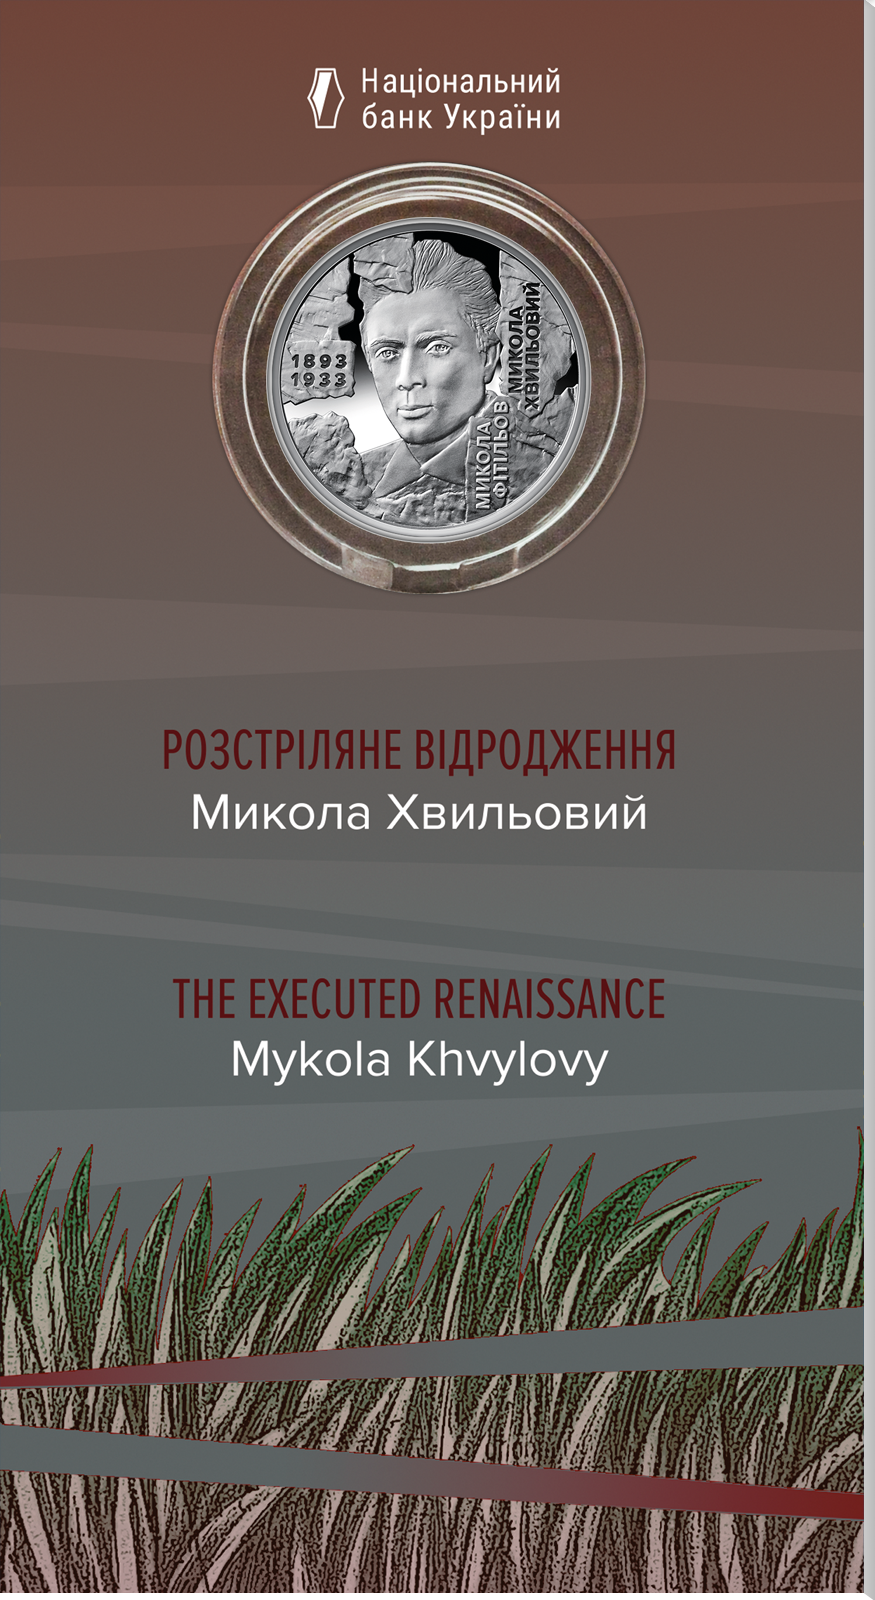 Національний
банк України
1893
1933
МИКОЛА
ХВИЛЬОВИЙ
МИКОЛА
ФІТІЛЬОВ
РОЗСТРІЛЯНЕ ВІДРОДЖЕННЯ
Микола Хвильовий
THE EXECUTED RENAISSANCE
Mykola Khvylovy